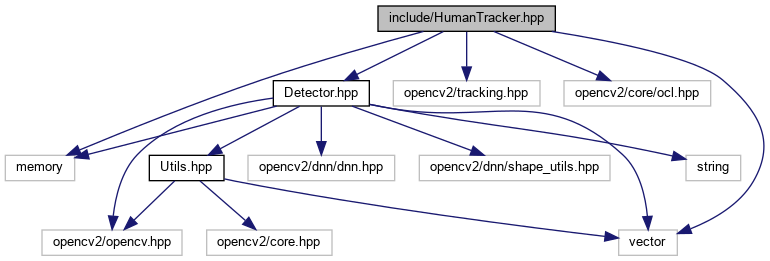 include/HumanTracker.hpp
Detector.hpp
opencv2/tracking.hpp
opencv2/core/ocl.hpp
memory
Utils.hpp
opencv2/dnn/dnn.hpp
opencv2/dnn/shape_utils.hpp
string
opencv2/opencv.hpp
opencv2/core.hpp
vector